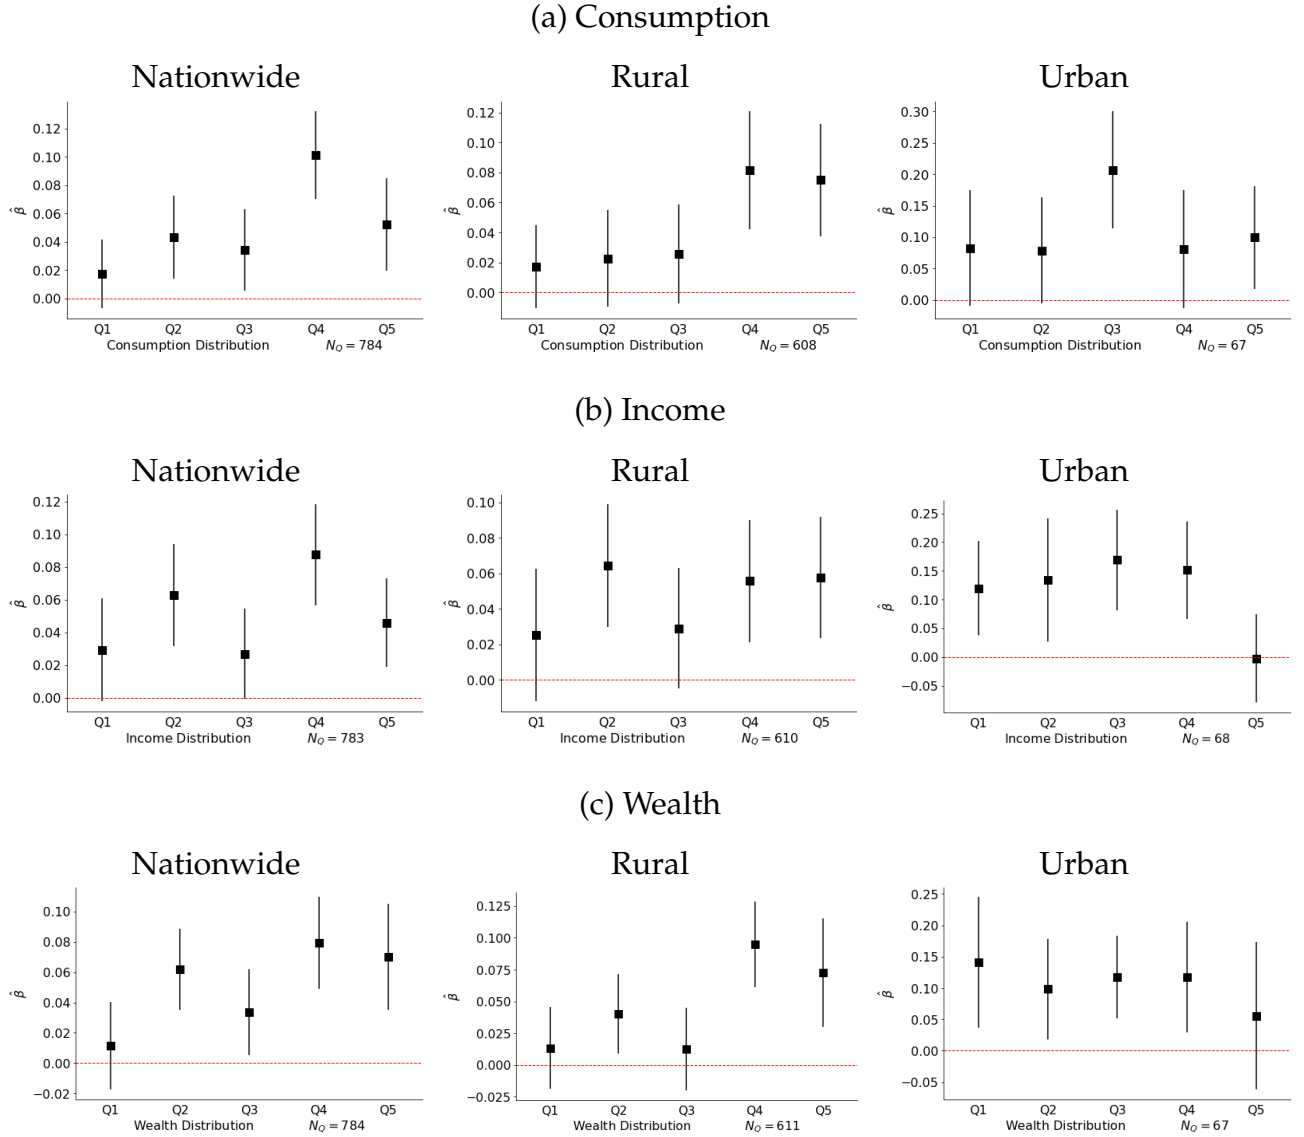 (a) Consumption
Nationwide
0.12
0.10
0.08
0.06
0.04
0.02
0.00
β̂
Q1 Q2 Q3 Q4 Q5
Consumption Distribution N_Q = 784
Rural
0.12
0.10
0.08
0.06
0.04
0.02
0.00
β̂
Q1 Q2 Q3 Q4 Q5
Consumption Distribution N_Q = 608
Urban
0.30
0.25
0.20
0.15
0.10
0.05
0.00
β̂
Q1 Q2 Q3 Q4 Q5
Consumption Distribution N_Q = 67
(b) Income
Nationwide
0.12
0.10
0.08
0.06
0.04
0.02
0.00
β̂
Q1 Q2 Q3 Q4 Q5
Income Distribution N_Q = 783
Rural
0.10
0.08
0.06
0.04
0.02
0.00
β̂
Q1 Q2 Q3 Q4 Q5
Income Distribution N_Q = 610
Urban
0.25
0.20
0.15
0.10
0.05
0.00
−0.05
β̂
Q1 Q2 Q3 Q4 Q5
Income Distribution N_Q = 68
(c) Wealth
Nationwide
0.10
0.08
0.06
0.04
0.02
0.00
−0.02
β̂
Q1 Q2 Q3 Q4 Q5
Wealth Distribution N_Q = 784
Rural
0.125
0.100
0.075
0.050
0.025
0.000
−0.025
β̂
Q1 Q2 Q3 Q4 Q5
Wealth Distribution N_Q = 611
Urban
0.25
0.20
0.15
0.10
0.05
0.00
−0.05
β̂
Q1 Q2 Q3 Q4 Q5
Wealth Distribution N_Q = 67